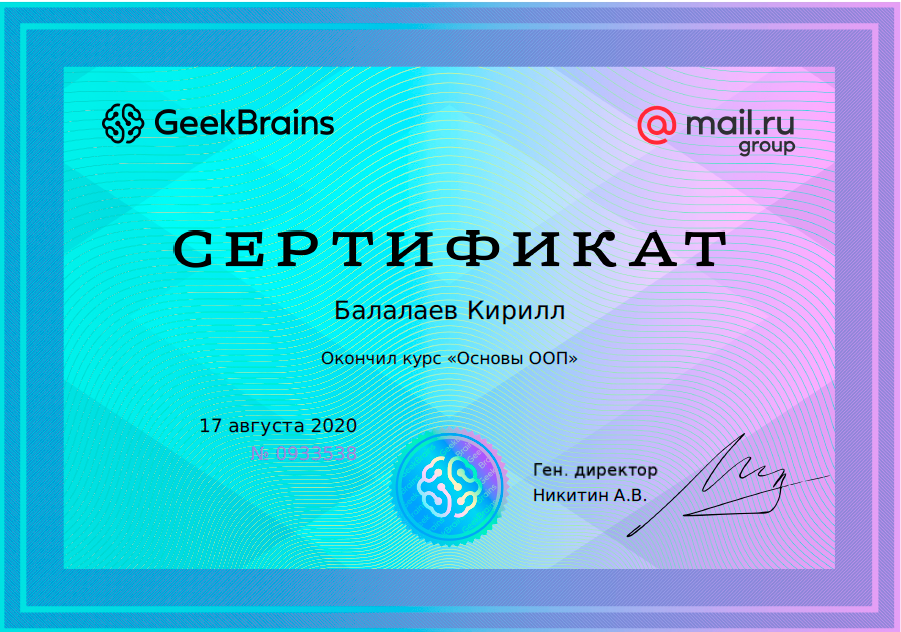 GeekBrains
@mail.ru
group
СЕРТИФИКАТ
Балалаев Кирилл
Окончил курс «Основы ООП»
17 августа 2020
№ 0933538
Ген. директор
Никитин А.В.